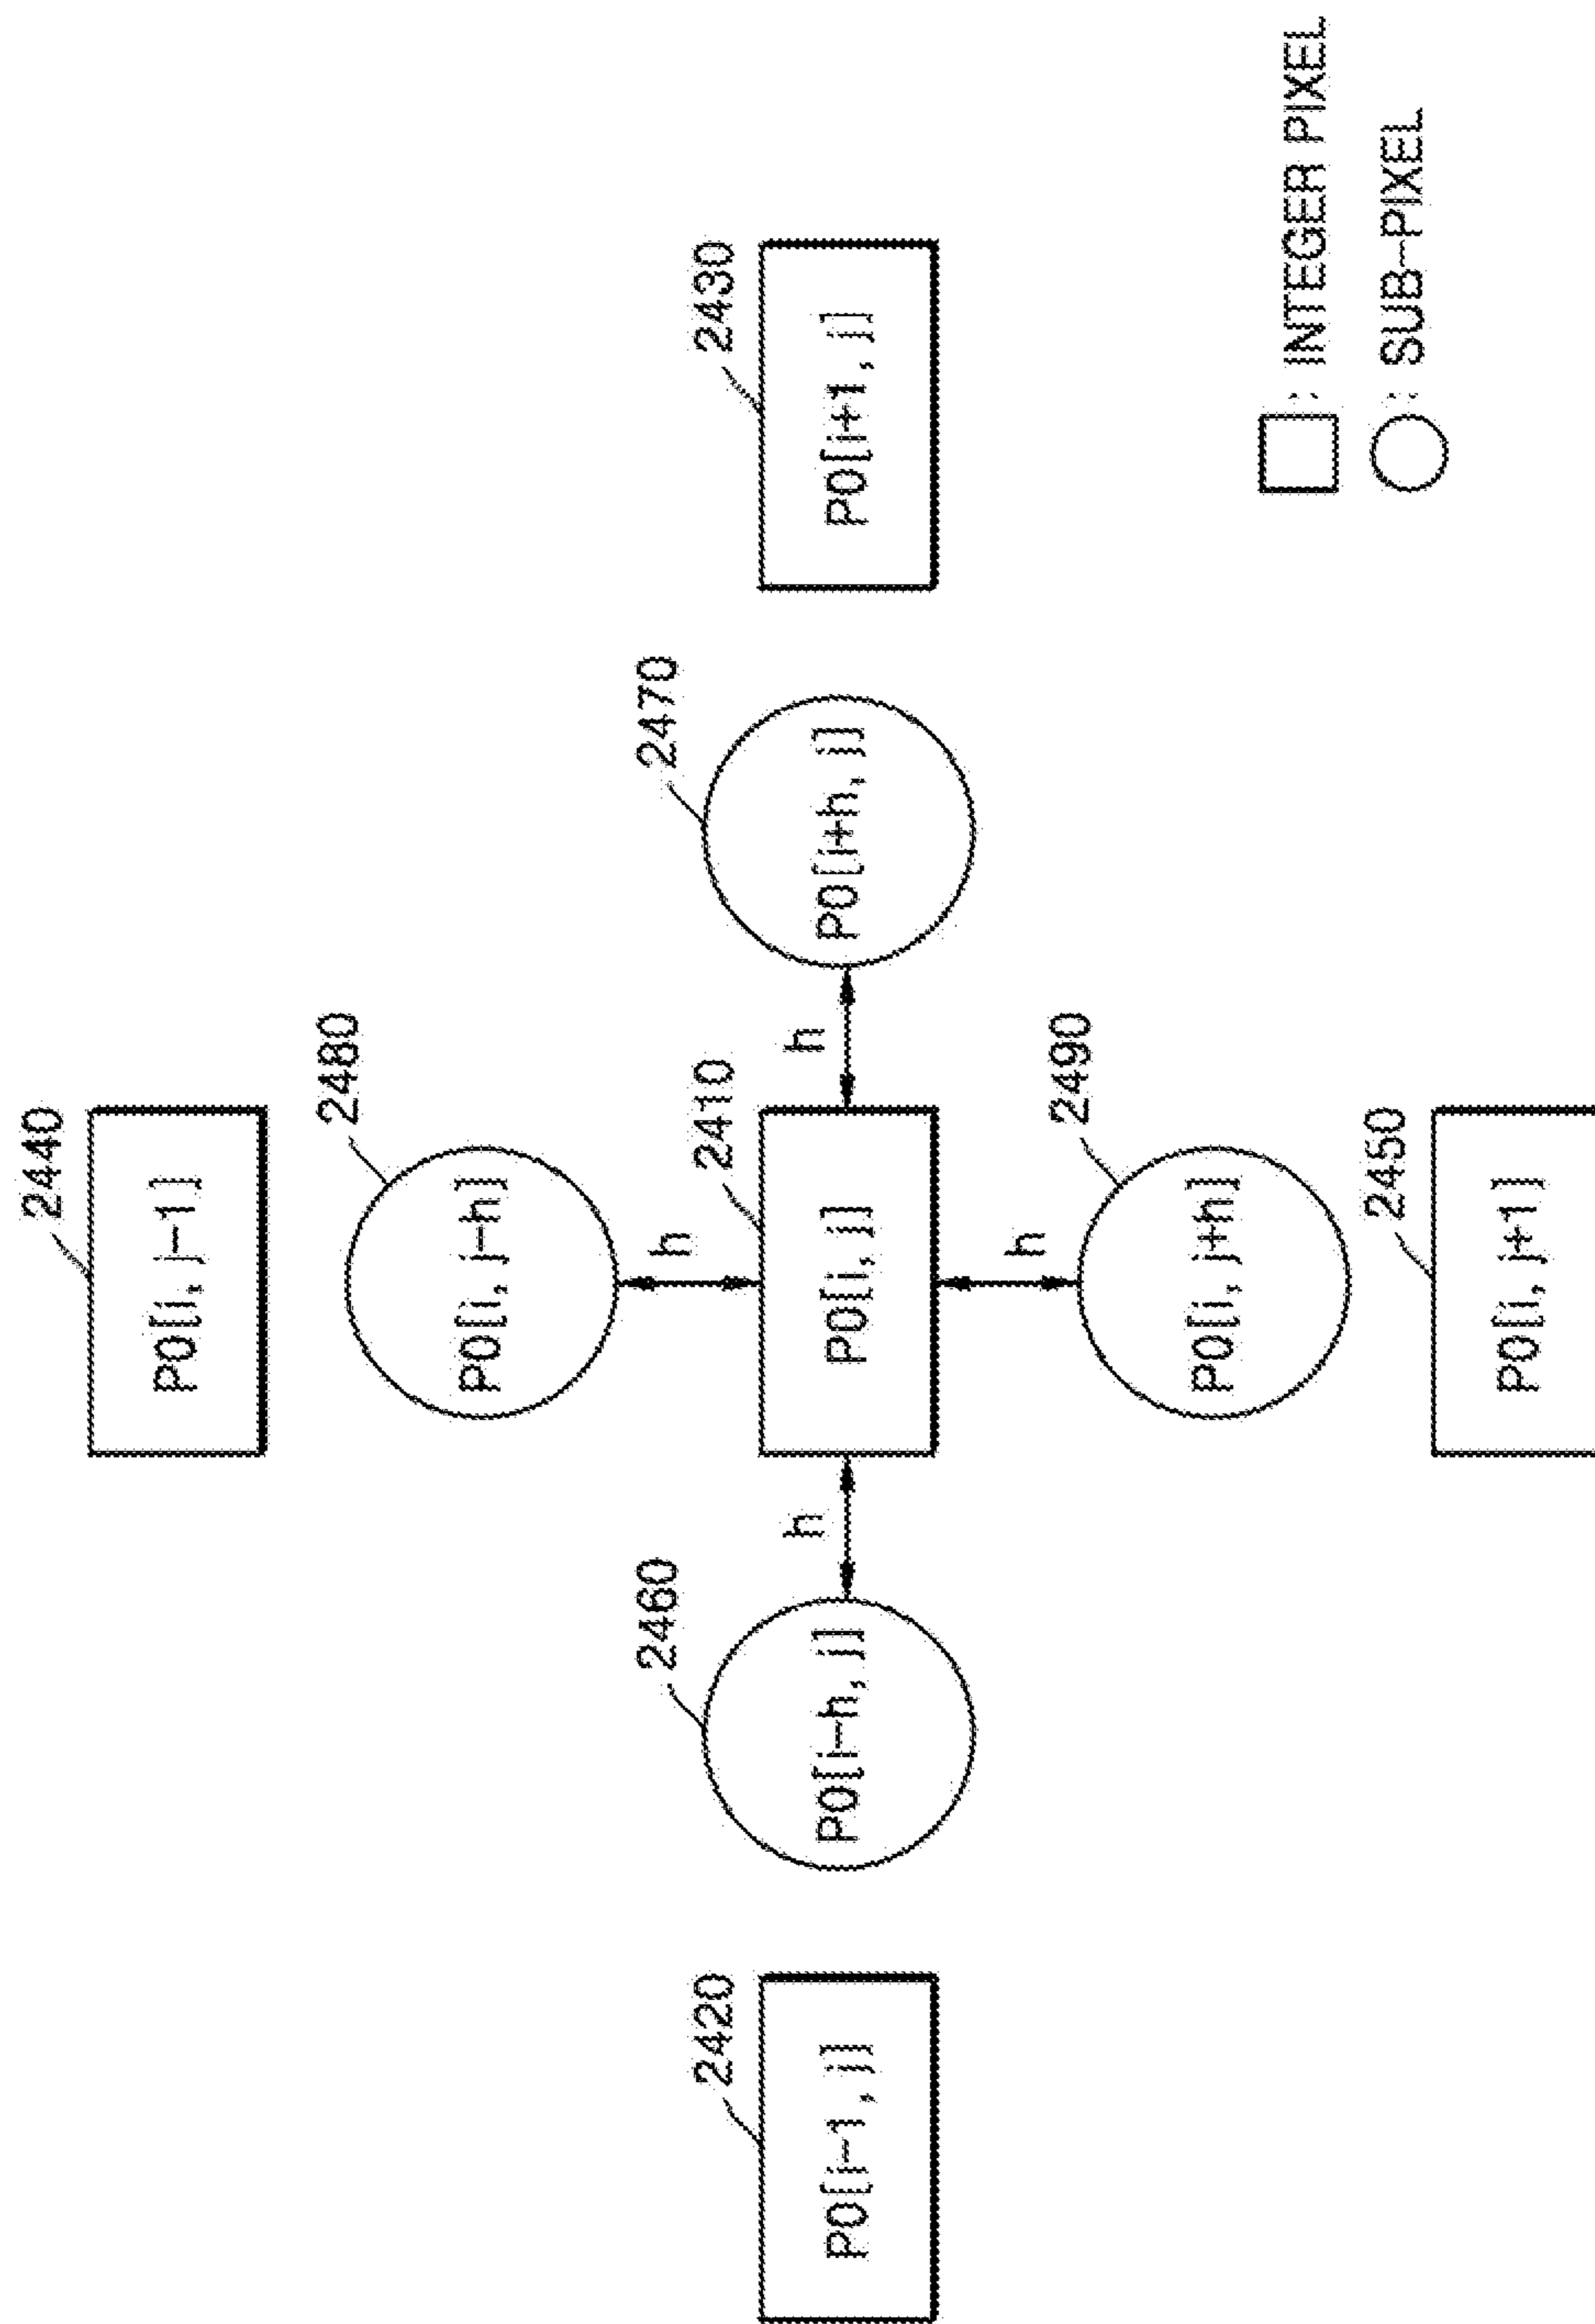 2440
P0[i, j-1]
2480
P0[i, j-h]
h
2420
P0[i-1, j]
2460
P0[i-h, j]
h
2410
P0[i, j]
h
2470
P0[i+h, j]
2430
P0[i+1, j]
h
2490
P0[i, j+h]
2450
P0[i, j+1]
: INTEGER PIXEL
: SUB-PIXEL